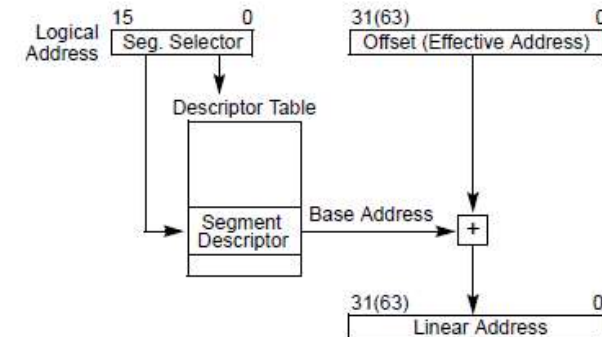 Logical
Address
15 0
Seg. Selector
31(63) 0
Offset (Effective Address)
Descriptor Table
Segment
Descriptor
Base Address
+
31(63) 0
Linear Address